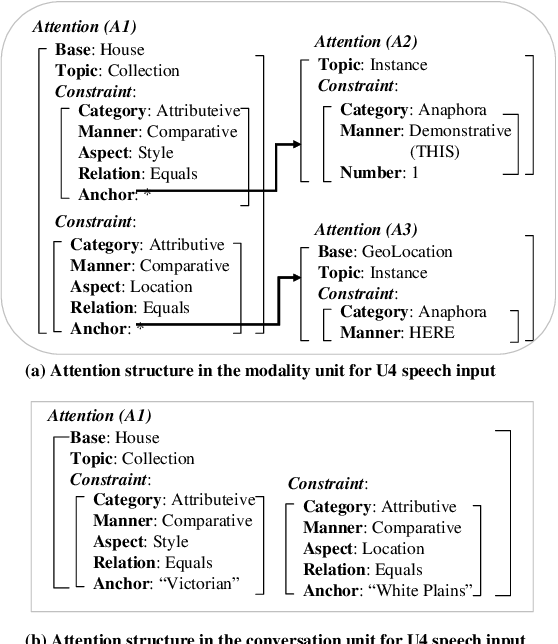 Attention (A1)
Base: House
Topic: Collection
Constraint:
Category: Attributeive
Manner: Comparative
Aspect: Style
Relation: Equals
Anchor: *
Constraint:
Category: Attributive
Manner: Comparative
Aspect: Location
Relation: Equals
Anchor: *
Attention (A2)
Topic: Instance
Constraint:
Category: Anaphora
Manner: Demonstrative
(THIS)
Number: 1
Attention (A3)
Base: GeoLocation
Topic: Instance
Constraint:
Category: Anaphora
Manner: HERE
(a) Attention structure in the modality unit for U4 speech input
Attention (A1)
Base: House
Topic: Collection
Constraint:
Category: Attributeive
Manner: Comparative
Aspect: Style
Relation: Equals
Anchor: “Victorian”
Constraint:
Category: Attributive
Manner: Comparative
Aspect: Location
Relation: Equals
Anchor: “White Plains”
(b) Attention structure in the conversation unit for U4 speech input